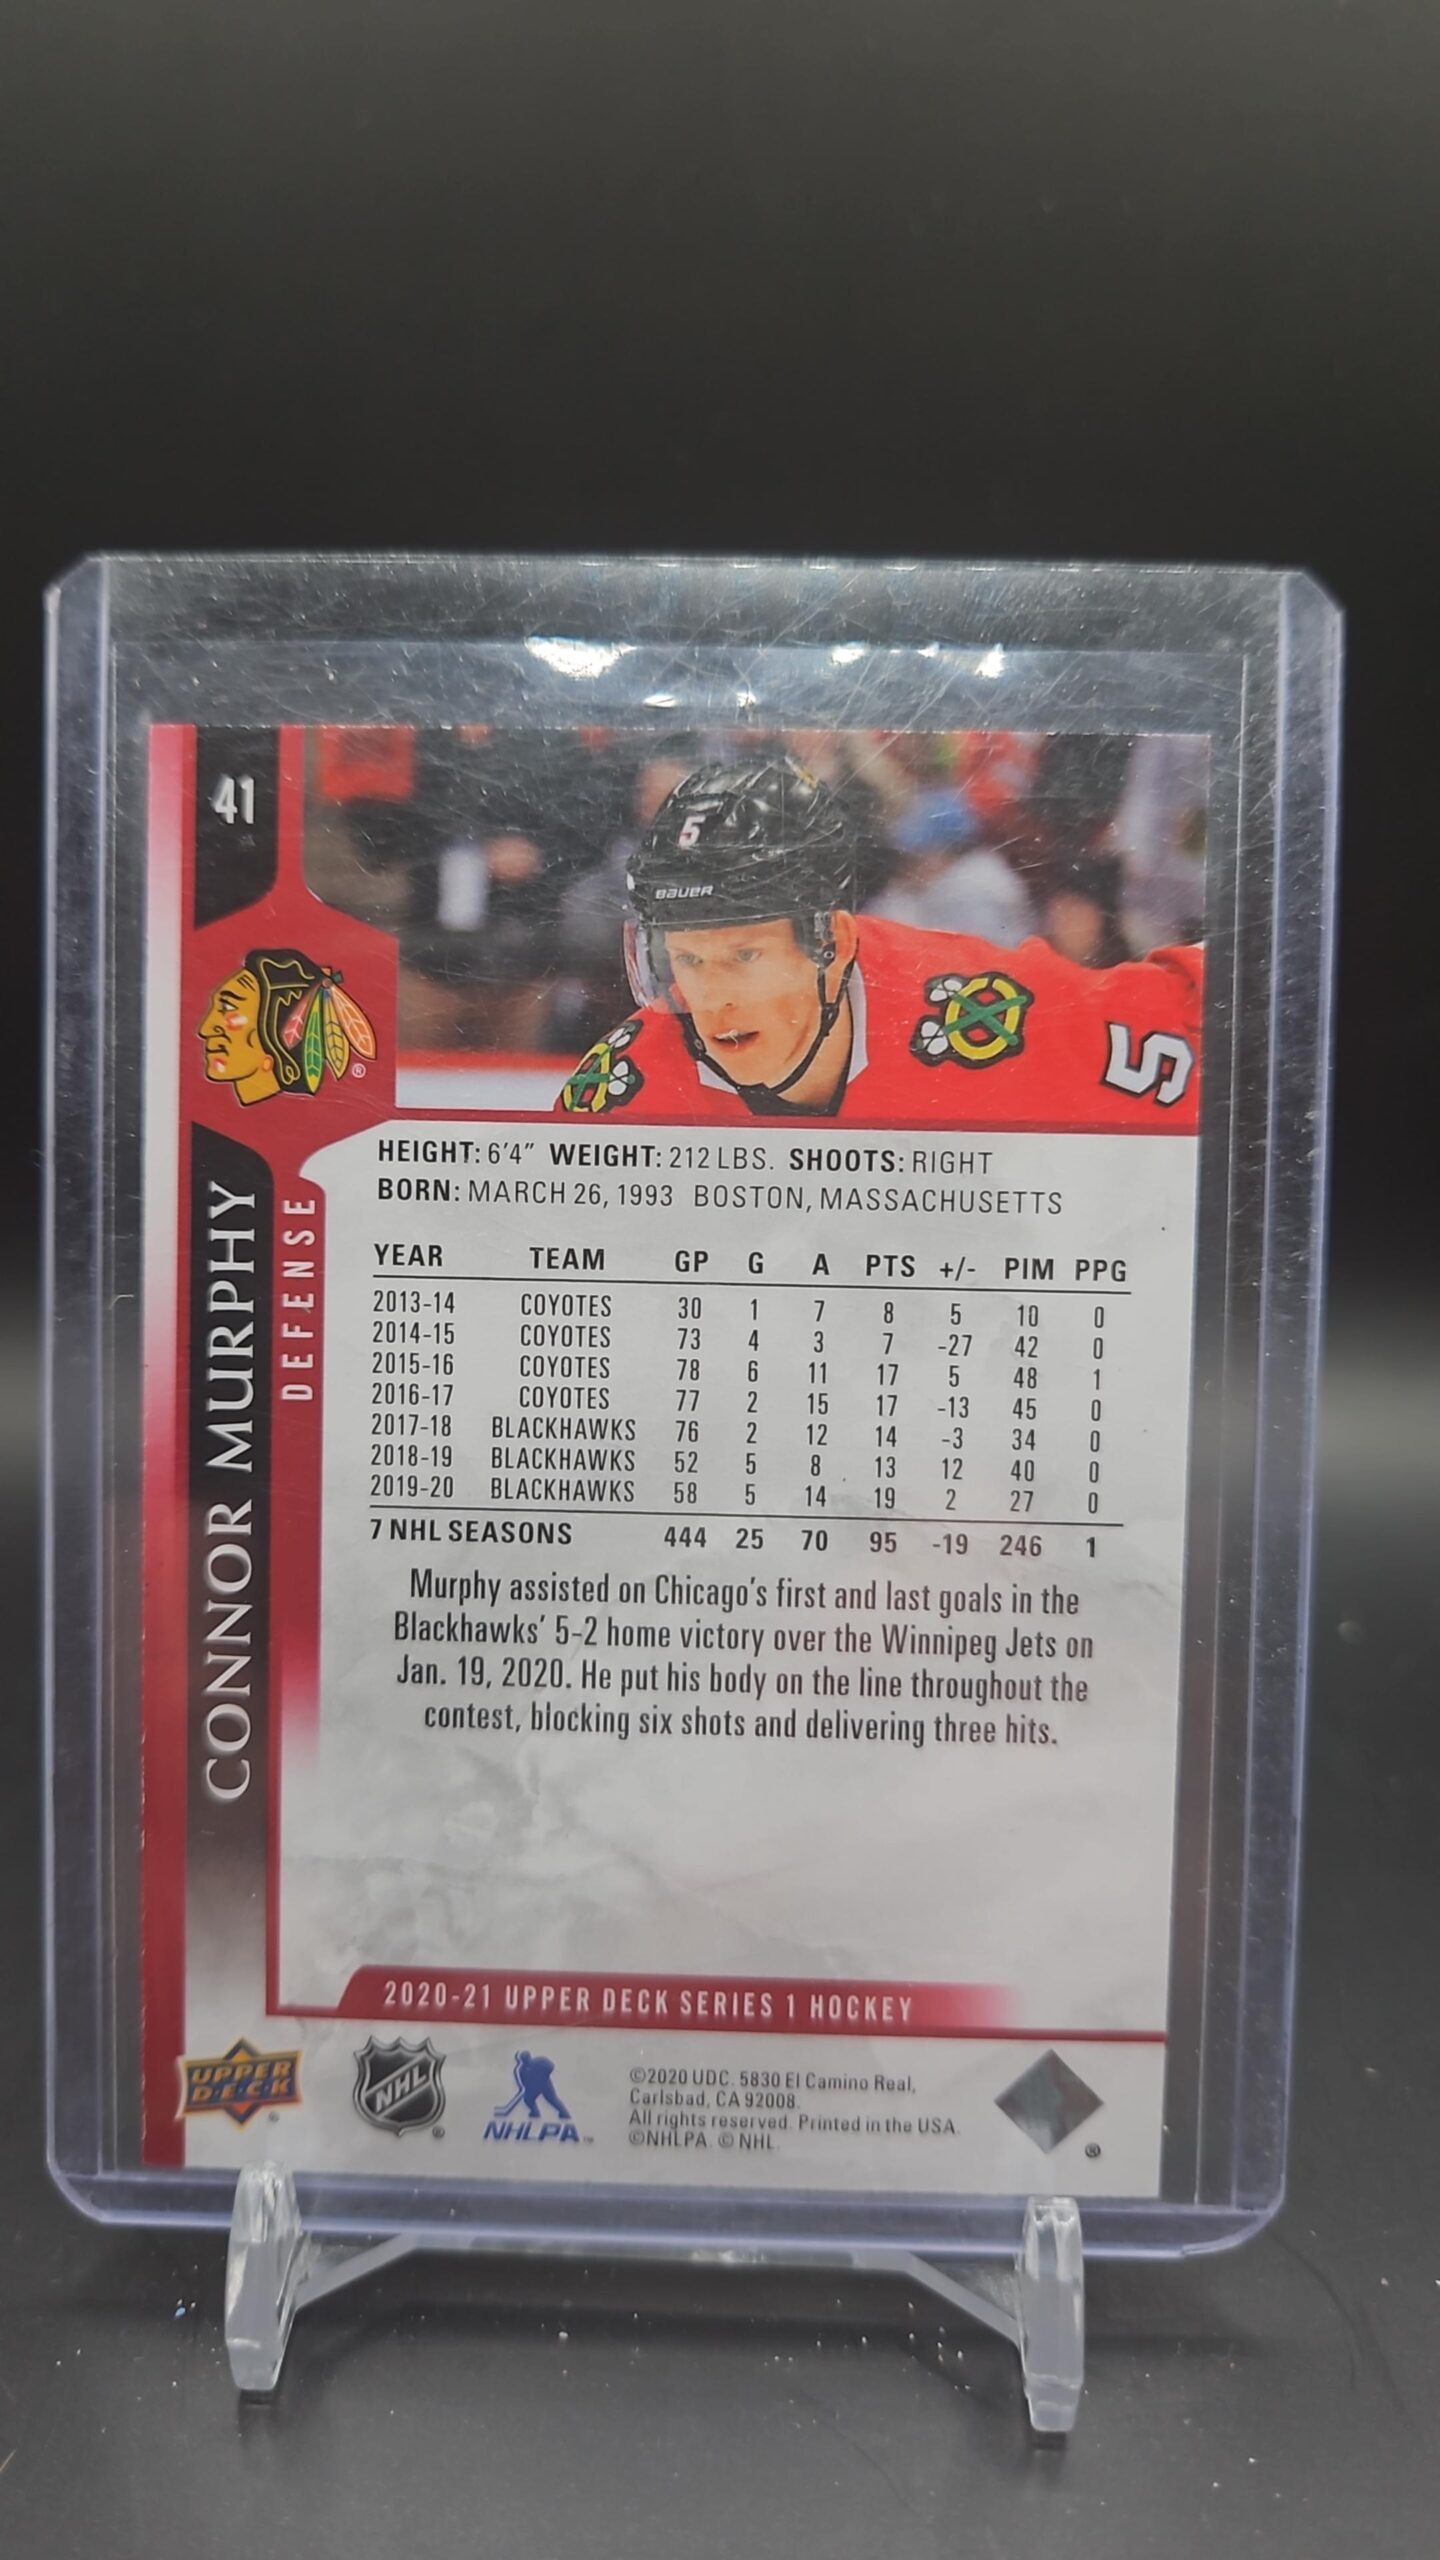 41
5
BAUER
5
®
CONNOR MURPHY
DEFENSE
HEIGHT: 6'4" WEIGHT: 212 LBS. SHOOTS: RIGHT
BORN: MARCH 26, 1993 BOSTON, MASSACHUSETTS
YEAR TEAM GP G A PTS +/- PIM PPG
2013-14 COYOTES 30 1 7 8 5 10 0
2014-15 COYOTES 73 4 3 7 -27 42 0
2015-16 COYOTES 78 6 11 17 5 48 1
2016-17 COYOTES 77 2 15 17 -13 45 0
2017-18 BLACKHAWKS 76 2 12 14 -3 34 0
2018-19 BLACKHAWKS 52 5 8 13 12 40 0
2019-20 BLACKHAWKS 58 5 14 19 2 27 0
7 NHL SEASONS 444 25 70 95 -19 246 1
Murphy assisted on Chicago's first and last goals in the
Blackhawks' 5-2 home victory over the Winnipeg Jets on
Jan. 19, 2020. He put his body on the line throughout the
contest, blocking six shots and delivering three hits.
2020-21 UPPER DECK SERIES 1 HOCKEY
UPPER
DECK ®
NHL ®
NHLPA ™
©2020 UDC. 5830 El Camino Real,
Carlsbad, CA 92008.
All rights reserved. Printed in the USA.
©NHLPA. © NHL.
®